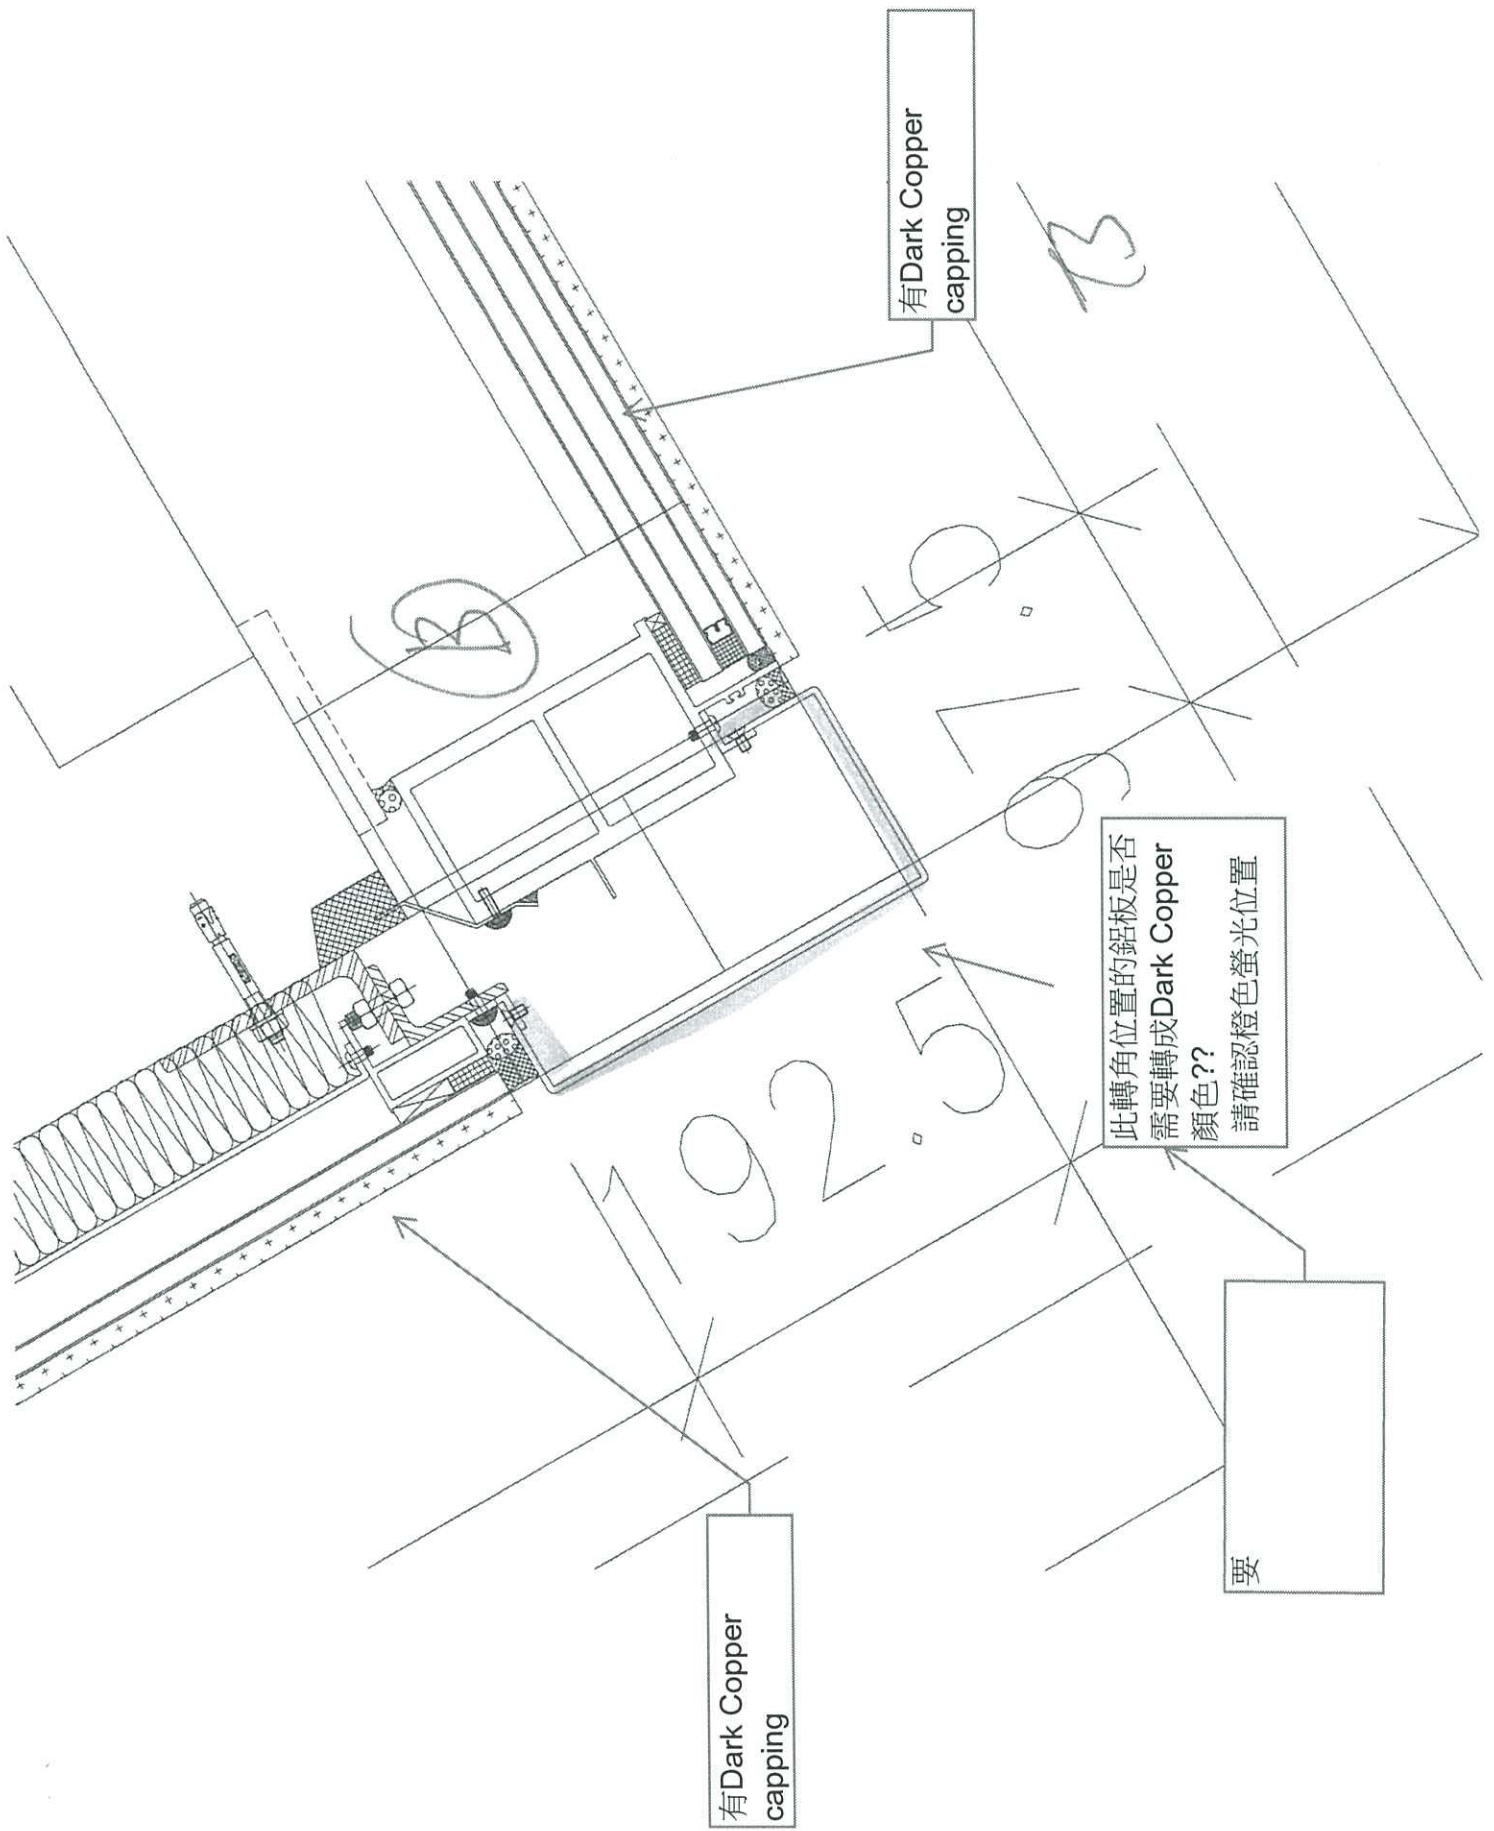 有Dark Copper
capping
B
B
97.5
192.5
此轉角位置的鋁板是否
需要轉成Dark Copper
顏色??
請確認橙色螢光位置
要
有Dark Copper
capping